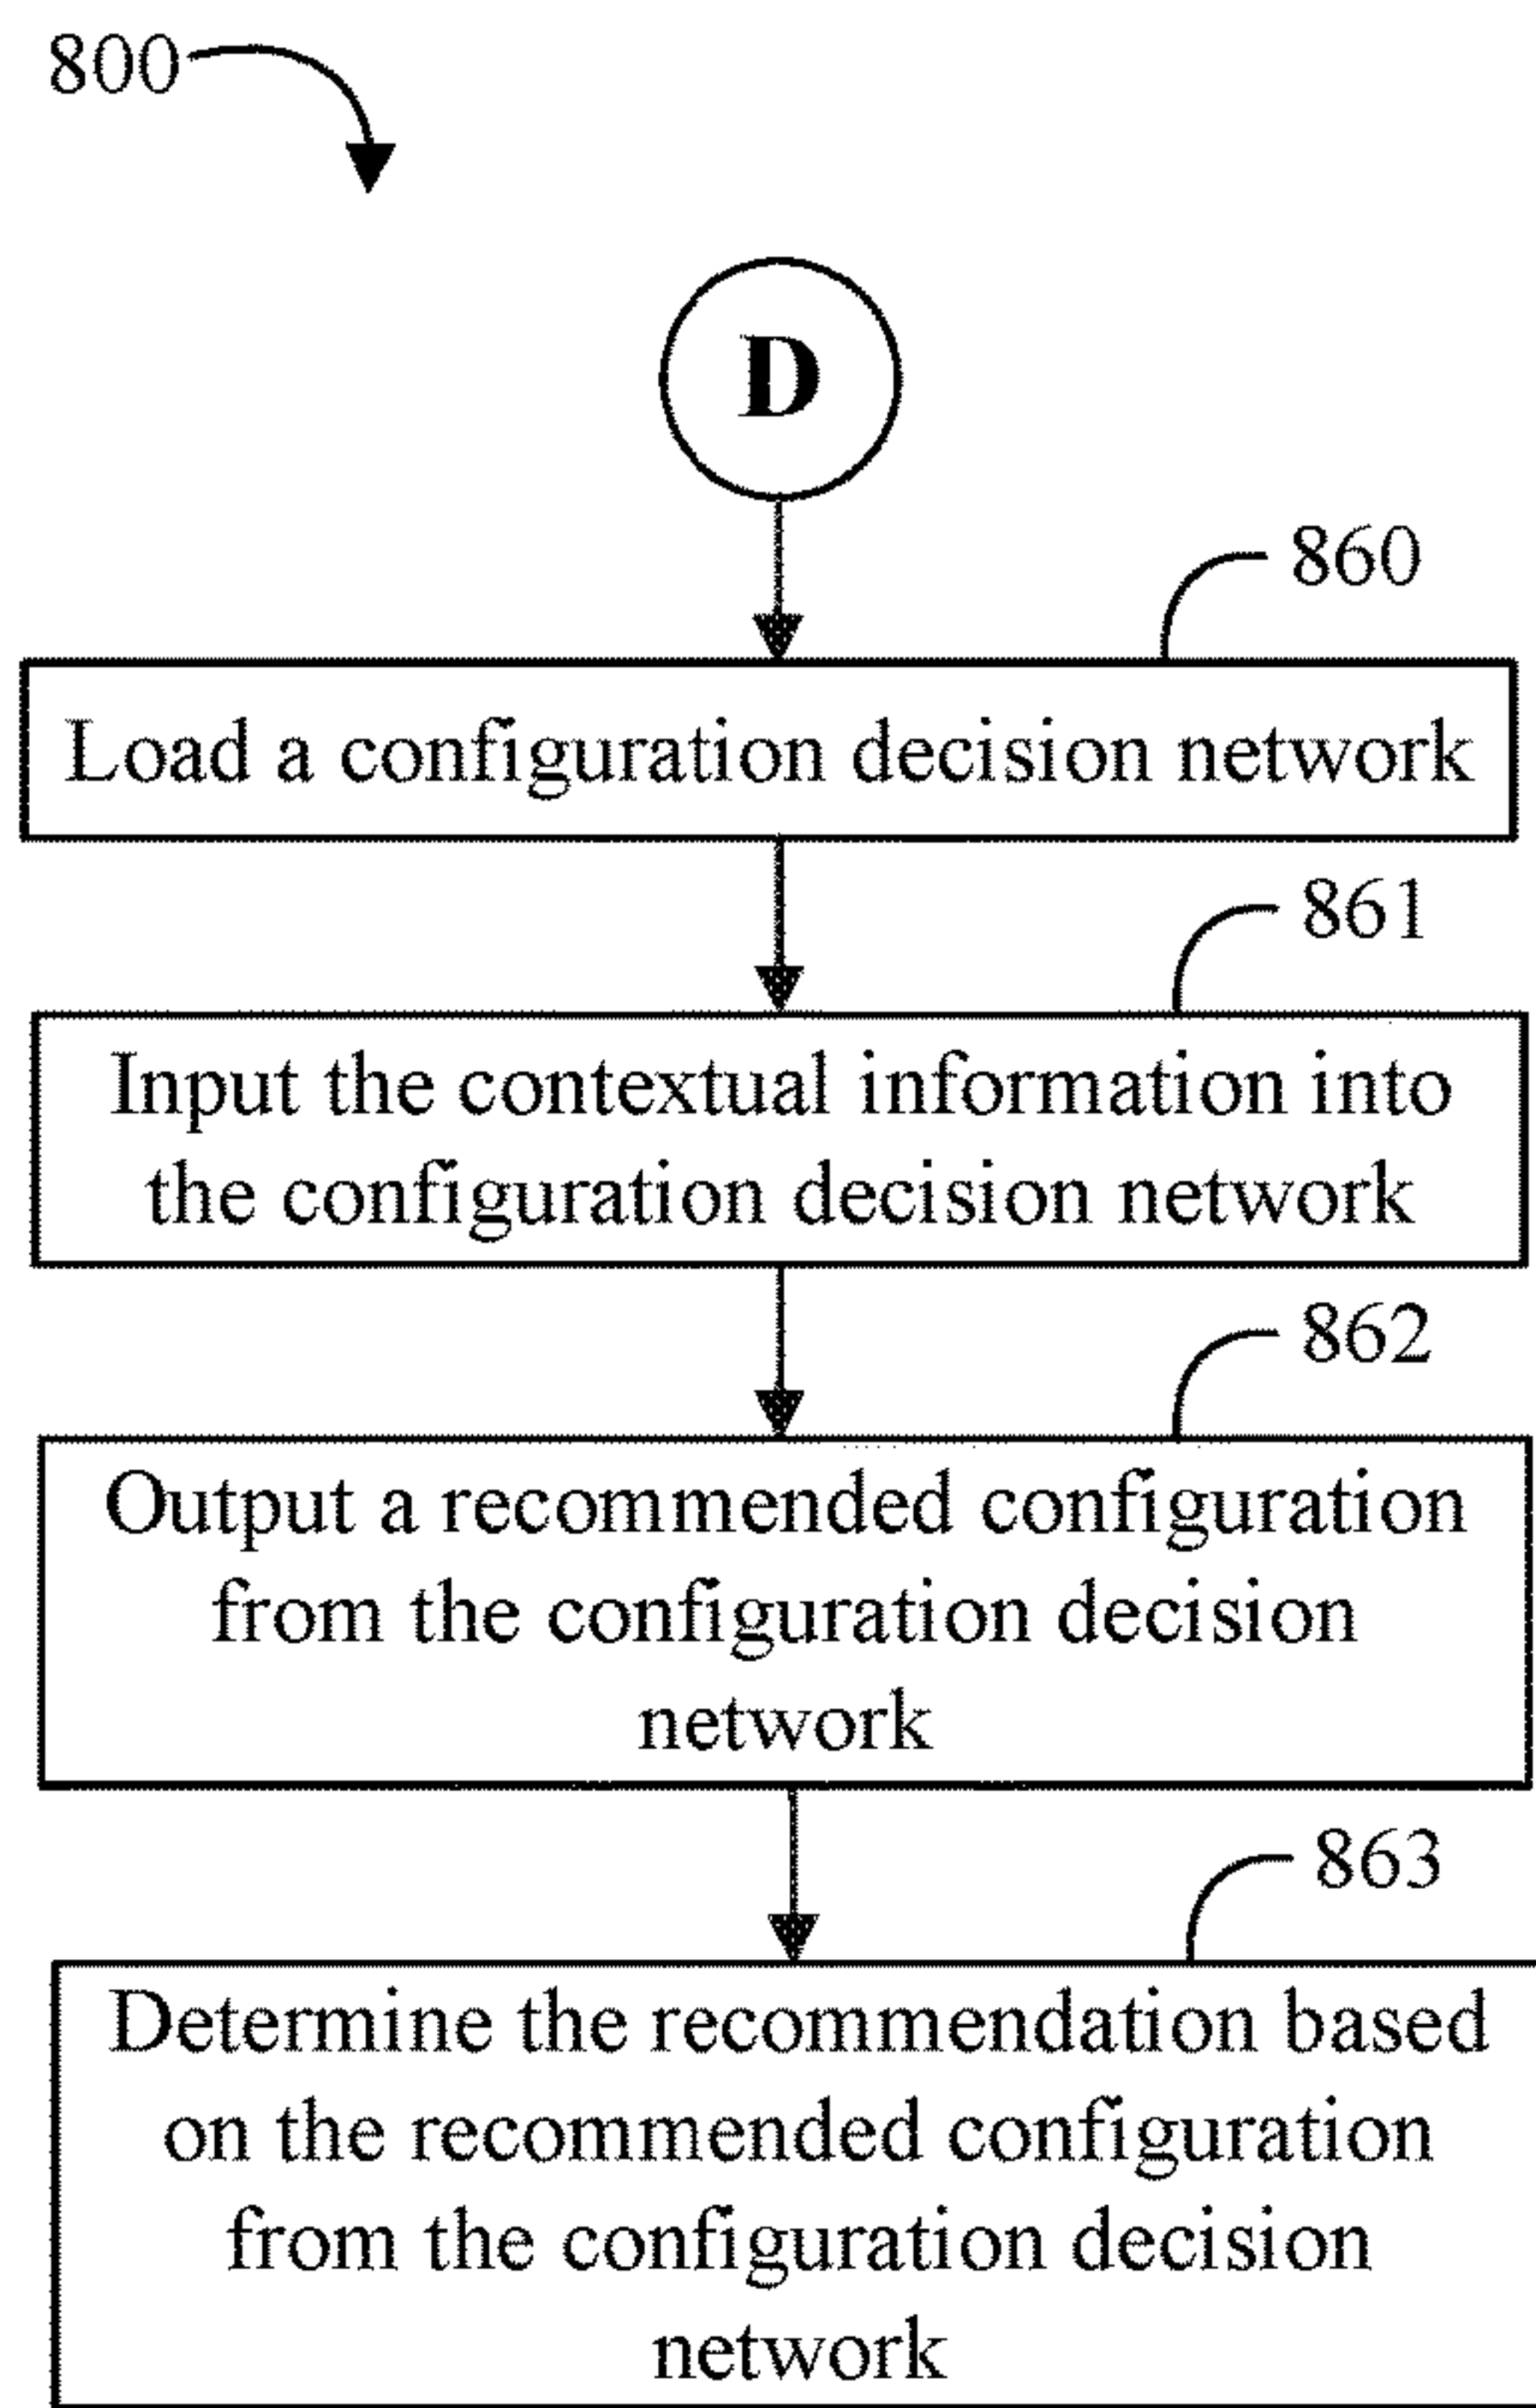 800
D
860
Load a configuration decision network
861
Input the contextual information into
the configuration decision network
862
Output a recommended configuration
from the configuration decision
network
863
Determine the recommendation based
on the recommended configuration
from the configuration decision
network